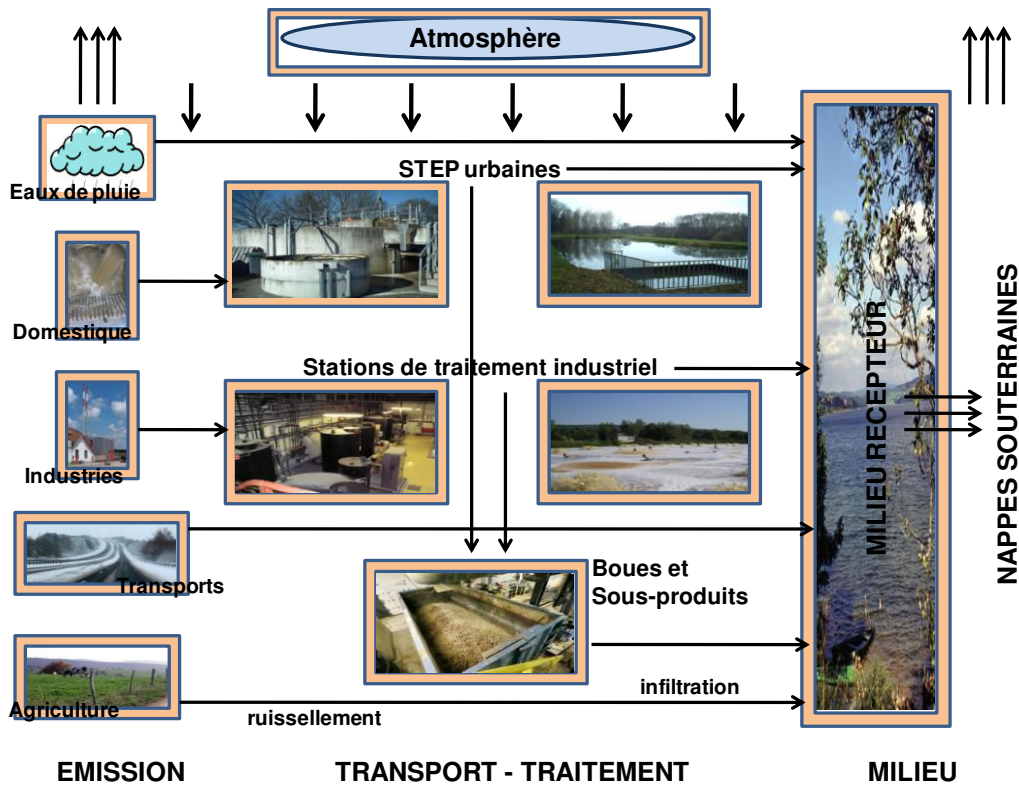 Atmosphère
Eaux de pluie
STEP urbaines
Domestique
Stations de traitement industriel
Industries
Transports
Boues et
Sous-produits
Agriculture
ruissellement
infiltration
MILIEU RECEPTEUR
NAPPES SOUTERRAINES
EMISSION
TRANSPORT - TRAITEMENT
MILIEU